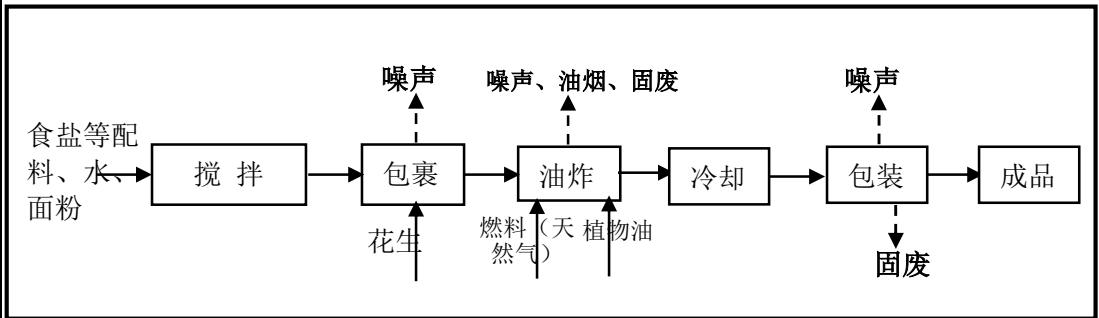 噪声
噪声、油烟、固废
噪声
食盐等配
料、水、
面粉
搅 拌
包裹
油炸
冷却
包装
成品
花生
燃料（天
然气）
植物油
固废